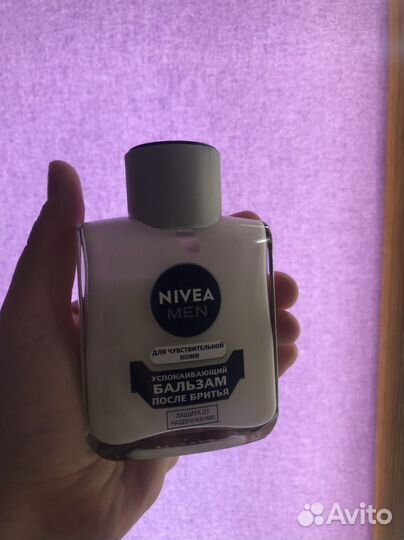 NIVEA
MEN
ДЛЯ ЧУВСТВИТЕЛЬНОЙ
КОЖИ
УСПОКАИВАЮЩИЙ
БАЛЬЗАМ
ПОСЛЕ БРИТЬЯ
ЗАЩИТА ОТ
РАЗДРАЖЕНИЯ
Avito